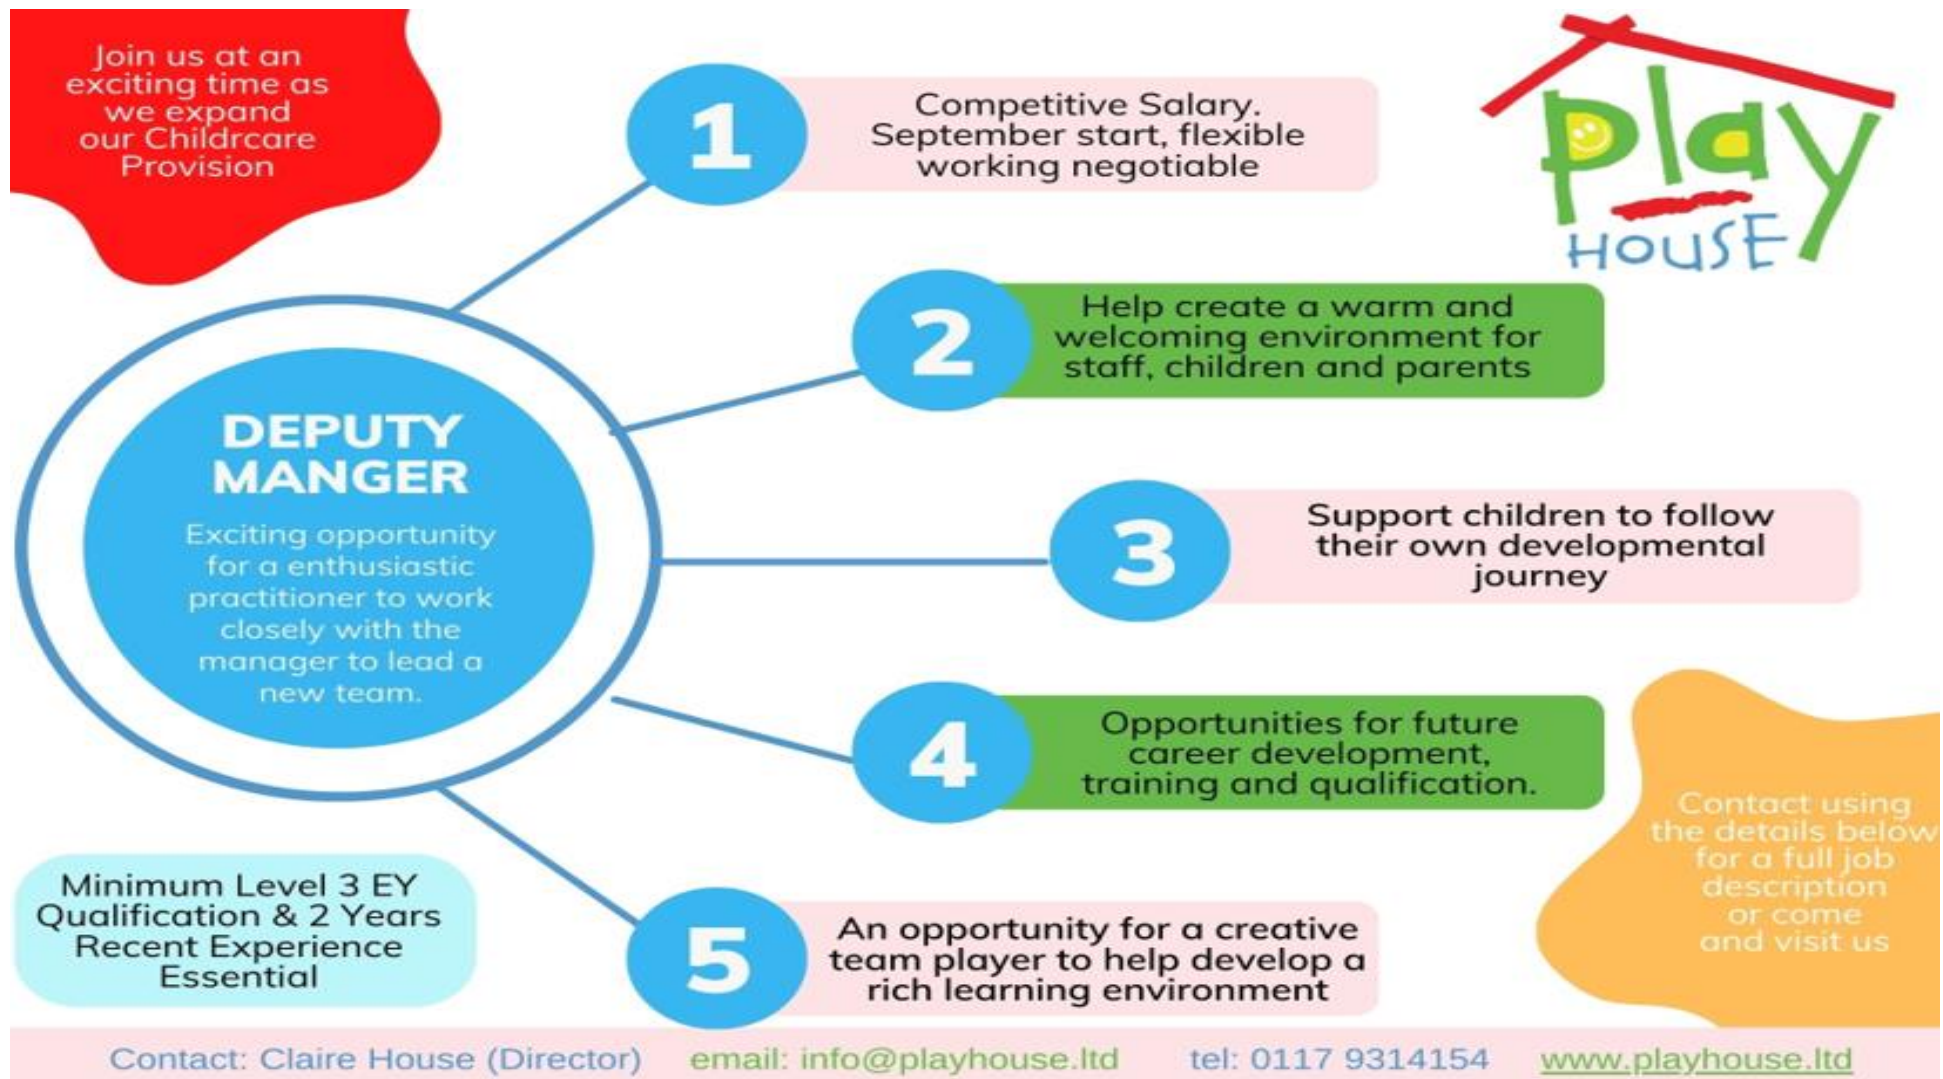 Join us at an
exciting time as
we expand
our Childrcare
Provision
1
Competitive Salary.
September start, flexible
working negotiable
play
HOUSE
2
Help create a warm and
welcoming environment for
staff, children and parents
DEPUTY
MANGER
Exciting opportunity
for a enthusiastic
practitioner to work
closely with the
manager to lead a
new team.
3
Support children to follow
their own developmental
journey
4
Opportunities for future
career development,
training and qualification.
Contact using
the details below
for a full job
description
or come
and visit us
Minimum Level 3 EY
Qualification & 2 Years
Recent Experience
Essential
5
An opportunity for a creative
team player to help develop a
rich learning environment
Contact: Claire House (Director) email: info@playhouse.ltd tel: 0117 9314154 www.playhouse.ltd